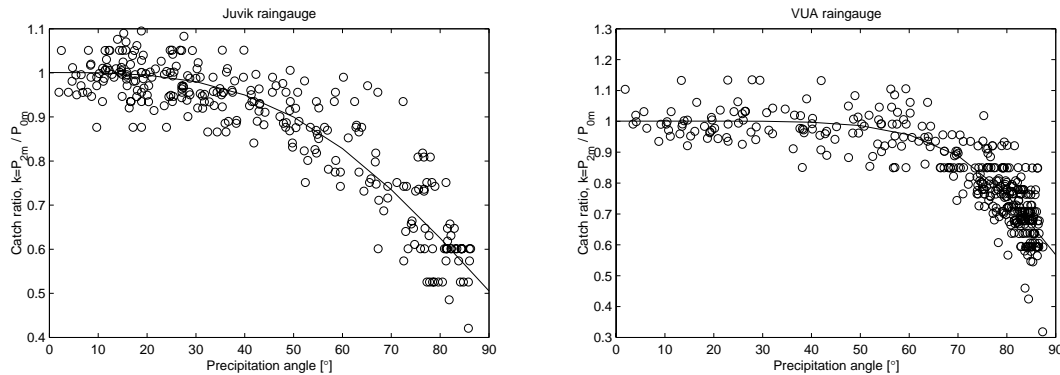 Juvik raingauge
1.1
1
0.9
0.8
0.7
0.6
0.5
0.4
Catch ratio, k=P2m / P0m
0 10 20 30 40 50 60 70 80 90
Precipitation angle [°]
VUA raingauge
1.3
1.2
1.1
1.0
0.9
0.8
0.7
0.6
0.5
0.4
0.3
Catch ratio, k=P2m / P0m
0 10 20 30 40 50 60 70 80 90
Precipitation angle [°]